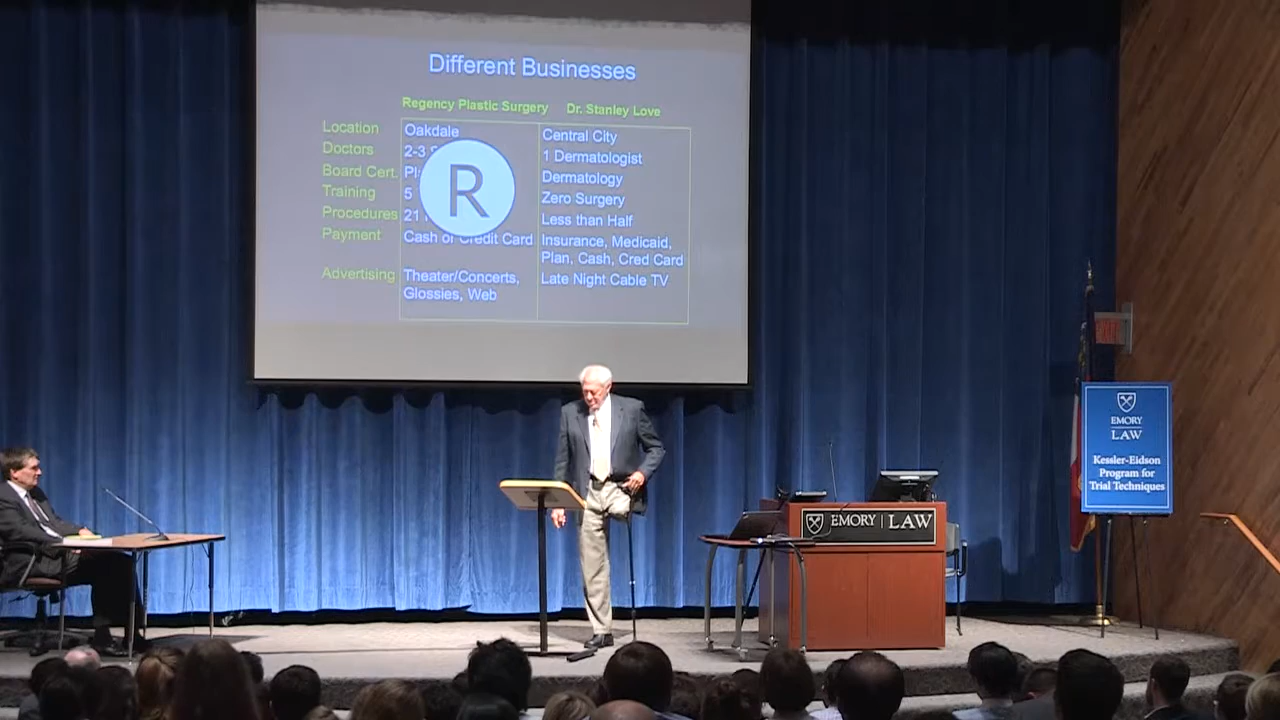 Different Businesses
Regency Plastic Surgery Dr. Stanley Love
Location Oakdale Central City
Doctors 2-3 1 Dermatologist
Board Cert. Dermatology
Training 5 Zero Surgery
Procedures 21 Less than Half
Payment Cash or Credit Card Insurance, Medicaid,
Plan, Cash, Cred Card
Advertising Theater/Concerts, Late Night Cable TV
Glossies, Web
R
EMORY
LAW
Kessler-Eidson
Program for
Trial Techniques
EMORY | LAW